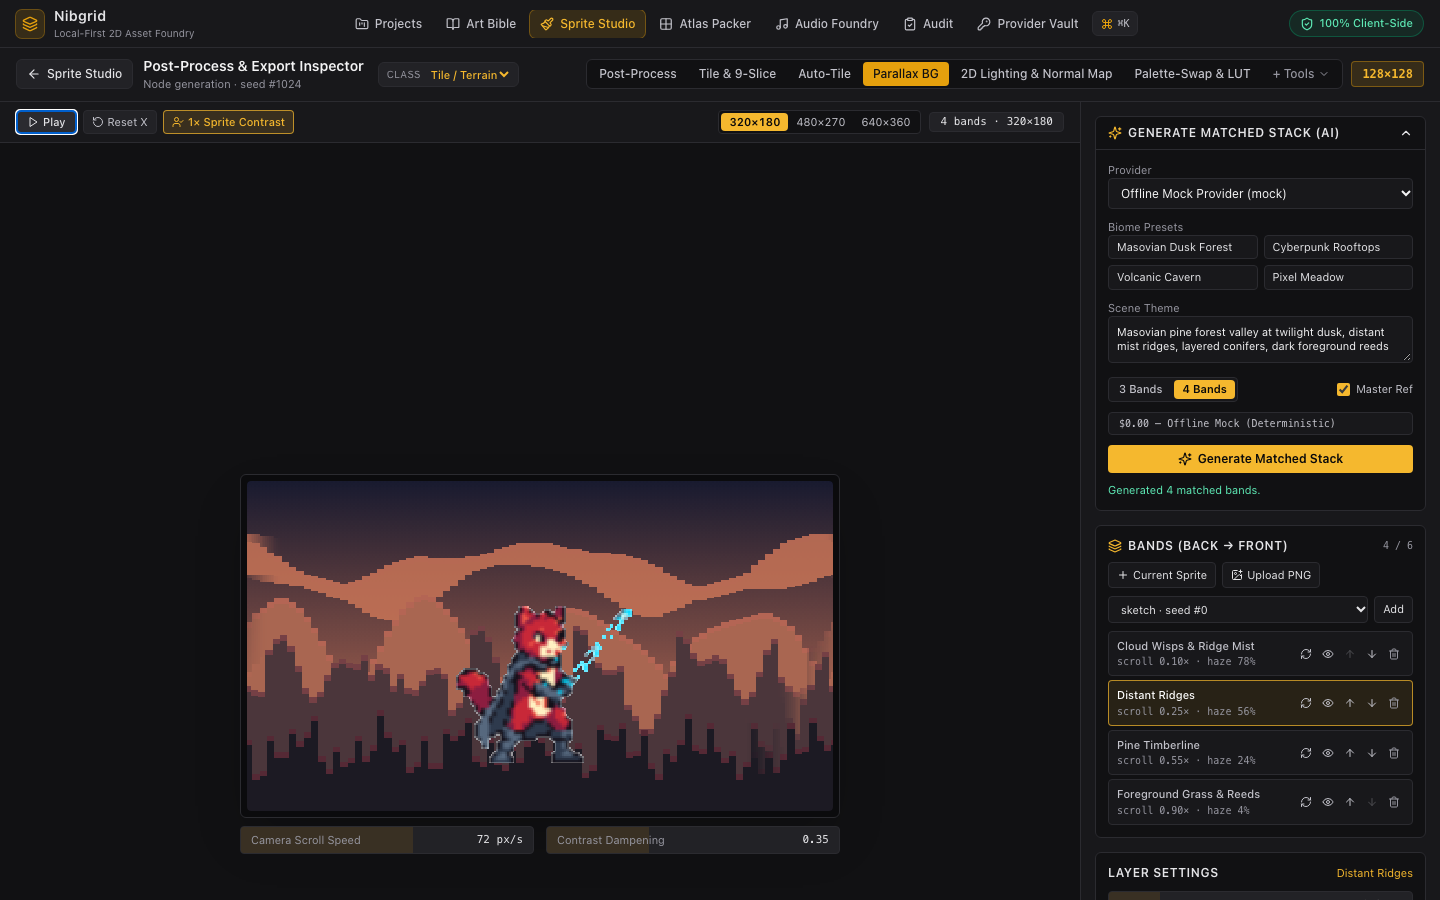 Nibgrid
Local-First 2D Asset Foundry
Projects
Art Bible
Sprite Studio
Atlas Packer
Audio Foundry
Audit
Provider Vault
⌘ ⌘K
100% Client-Side
← Sprite Studio
Post-Process & Export Inspector
Node generation · seed #1024
CLASS Tile / Terrain
Post-Process
Tile & 9-Slice
Auto-Tile
Parallax BG
2D Lighting & Normal Map
Palette-Swap & LUT
+ Tools
128×128
Play
Reset X
1× Sprite Contrast
320×180
480×270
640×360
4 bands · 320×180
GENERATE MATCHED STACK (AI)
Provider
Offline Mock Provider (mock)
Biome Presets
Masovian Dusk Forest
Cyberpunk Rooftops
Volcanic Cavern
Pixel Meadow
Scene Theme
Masovian pine forest valley at twilight dusk, distant
mist ridges, layered conifers, dark foreground reeds
3 Bands
4 Bands
Master Ref
$0.00 — Offline Mock (Deterministic)
Generate Matched Stack
Generated 4 matched bands.
BANDS (BACK → FRONT)
4 / 6
+ Current Sprite
Upload PNG
sketch · seed #0
Add
Cloud Wisps & Ridge Mist
scroll 0.10× · haze 78%
Distant Ridges
scroll 0.25× · haze 56%
Pine Timberline
scroll 0.55× · haze 24%
Foreground Grass & Reeds
scroll 0.90× · haze 4%
Camera Scroll Speed
72 px/s
Contrast Dampening
0.35
LAYER SETTINGS
Distant Ridges